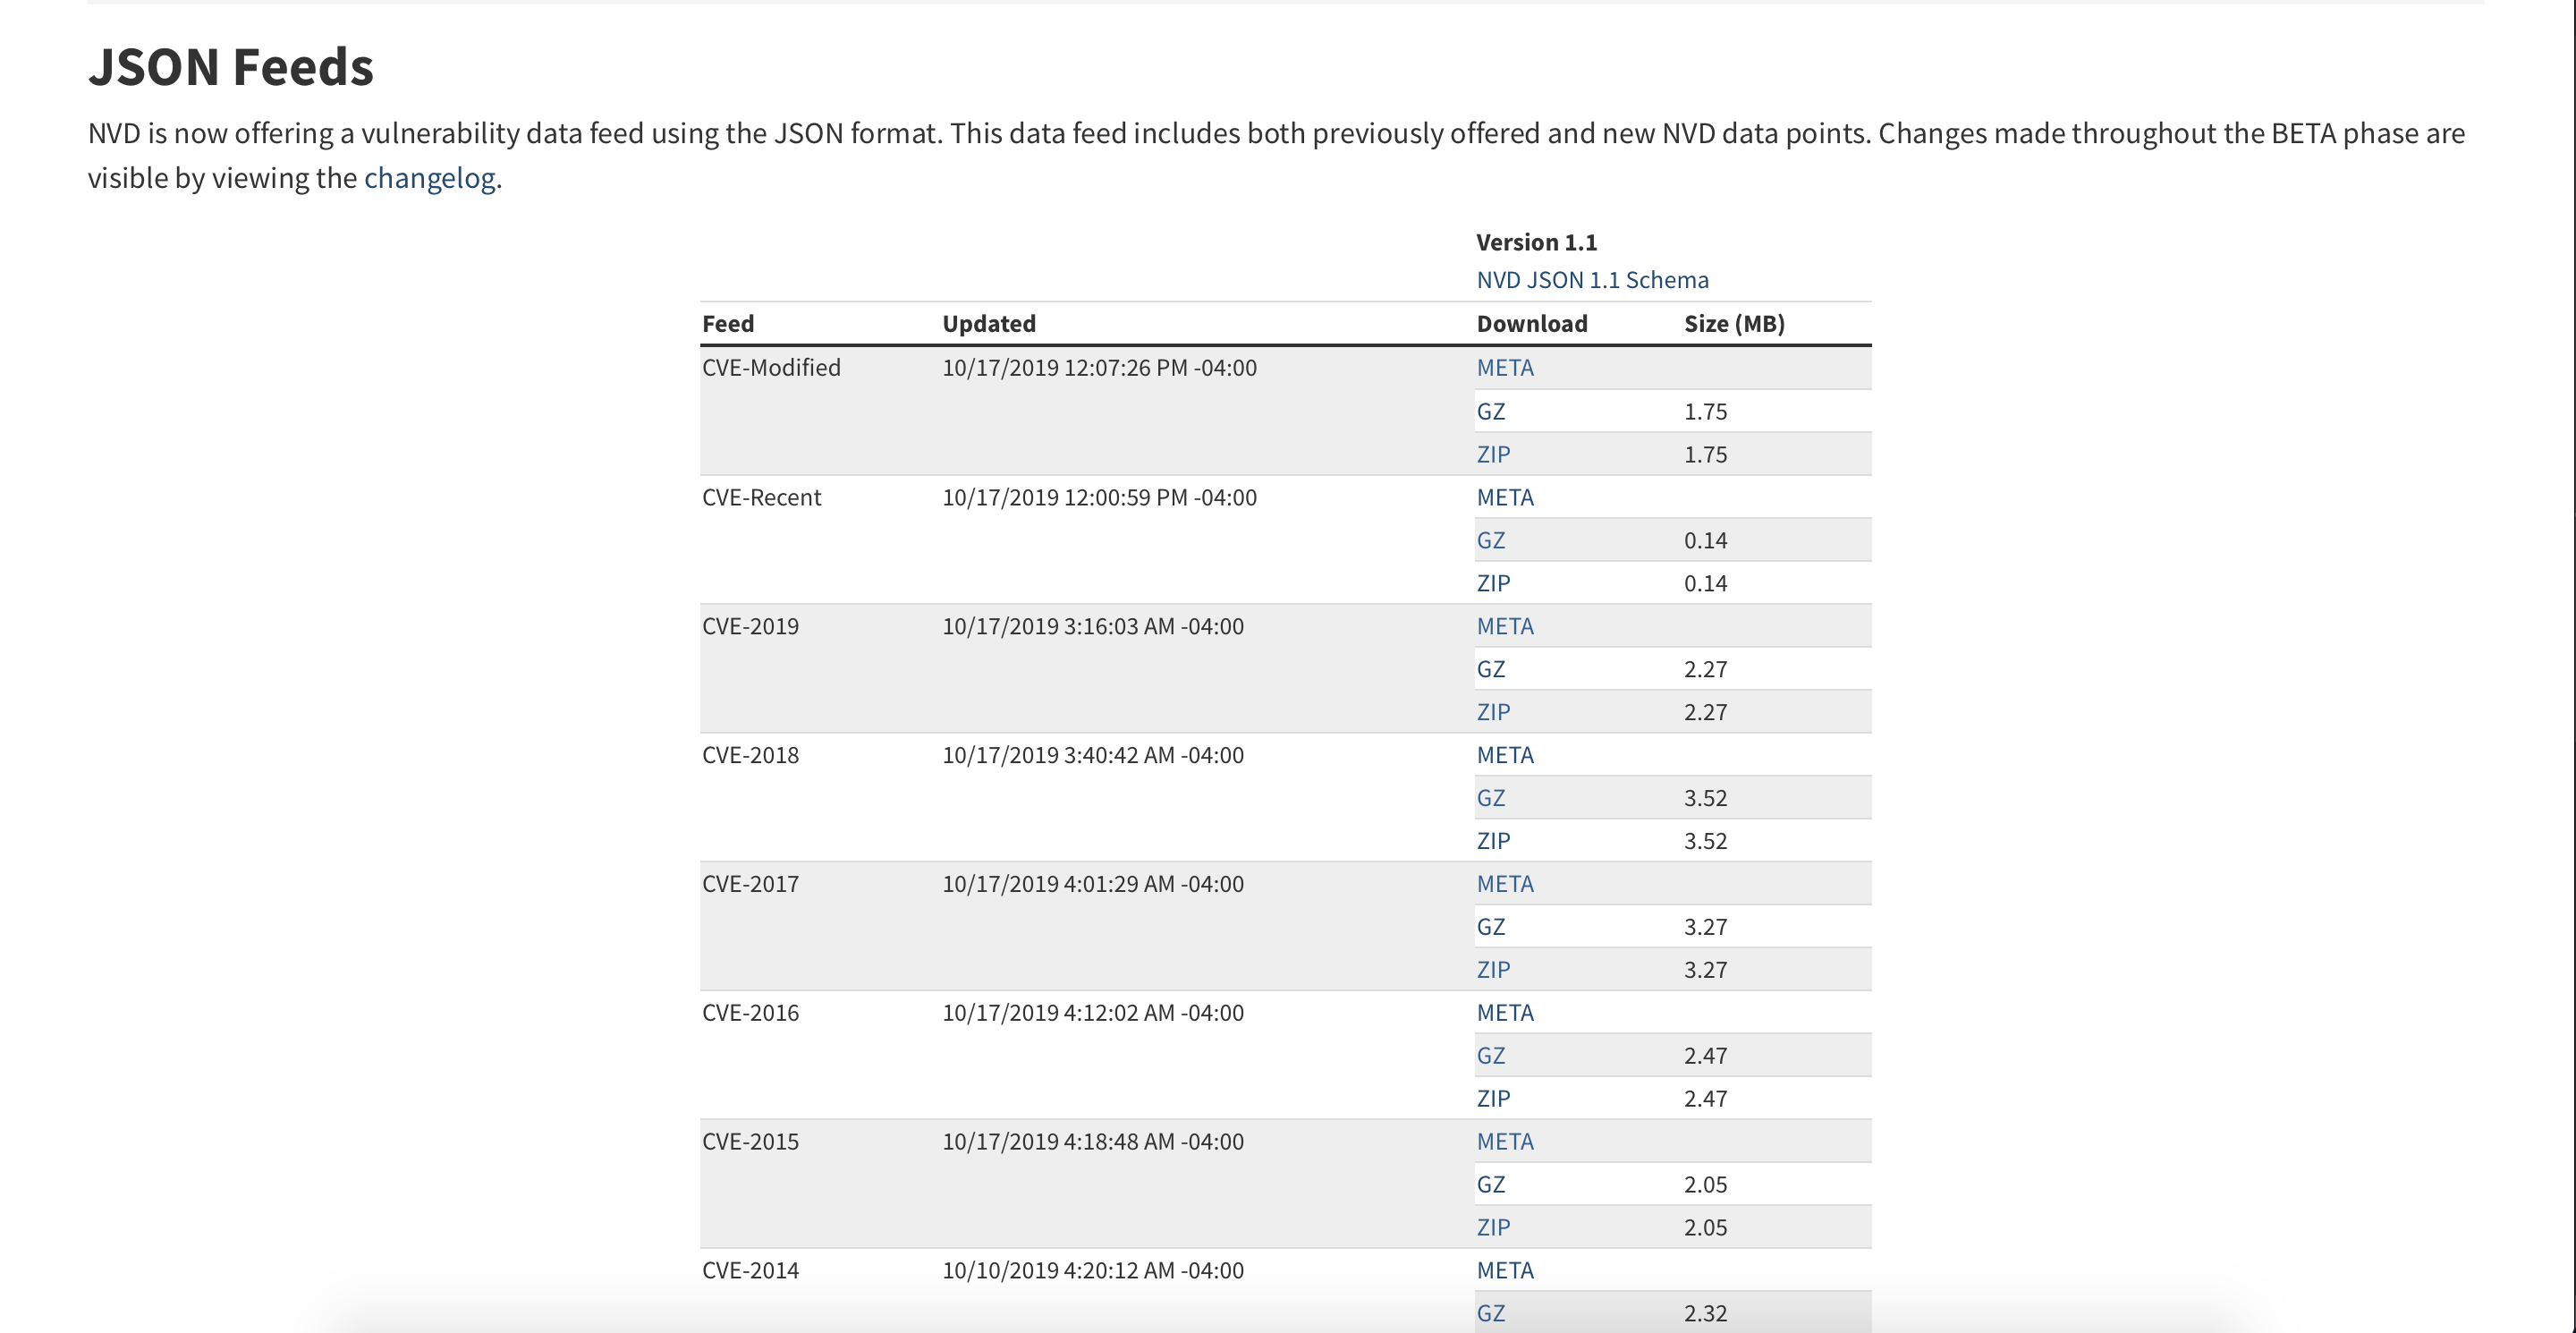 JSON Feeds
NVD is now offering a vulnerability data feed using the JSON format. This data feed includes both previously offered and new NVD data points. Changes made throughout the BETA phase are
visible by viewing the changelog.
Version 1.1
NVD JSON 1.1 Schema
Feed Updated Download Size (MB)
CVE-Modified 10/17/2019 12:07:26 PM -04:00 META
GZ 1.75
ZIP 1.75
CVE-Recent 10/17/2019 12:00:59 PM -04:00 META
GZ 0.14
ZIP 0.14
CVE-2019 10/17/2019 3:16:03 AM -04:00 META
GZ 2.27
ZIP 2.27
CVE-2018 10/17/2019 3:40:42 AM -04:00 META
GZ 3.52
ZIP 3.52
CVE-2017 10/17/2019 4:01:29 AM -04:00 META
GZ 3.27
ZIP 3.27
CVE-2016 10/17/2019 4:12:02 AM -04:00 META
GZ 2.47
ZIP 2.47
CVE-2015 10/17/2019 4:18:48 AM -04:00 META
GZ 2.05
ZIP 2.05
CVE-2014 10/10/2019 4:20:12 AM -04:00 META
GZ 2.32